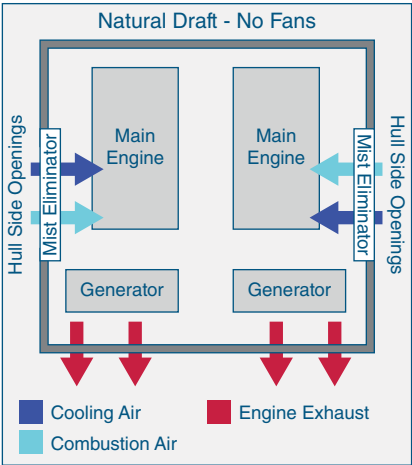 Natural Draft - No Fans
Hull Side Openings
Mist Eliminator
Main
Engine
Main
Engine
Mist Eliminator
Hull Side Openings
Generator
Generator
Cooling Air
Engine Exhaust
Combustion Air